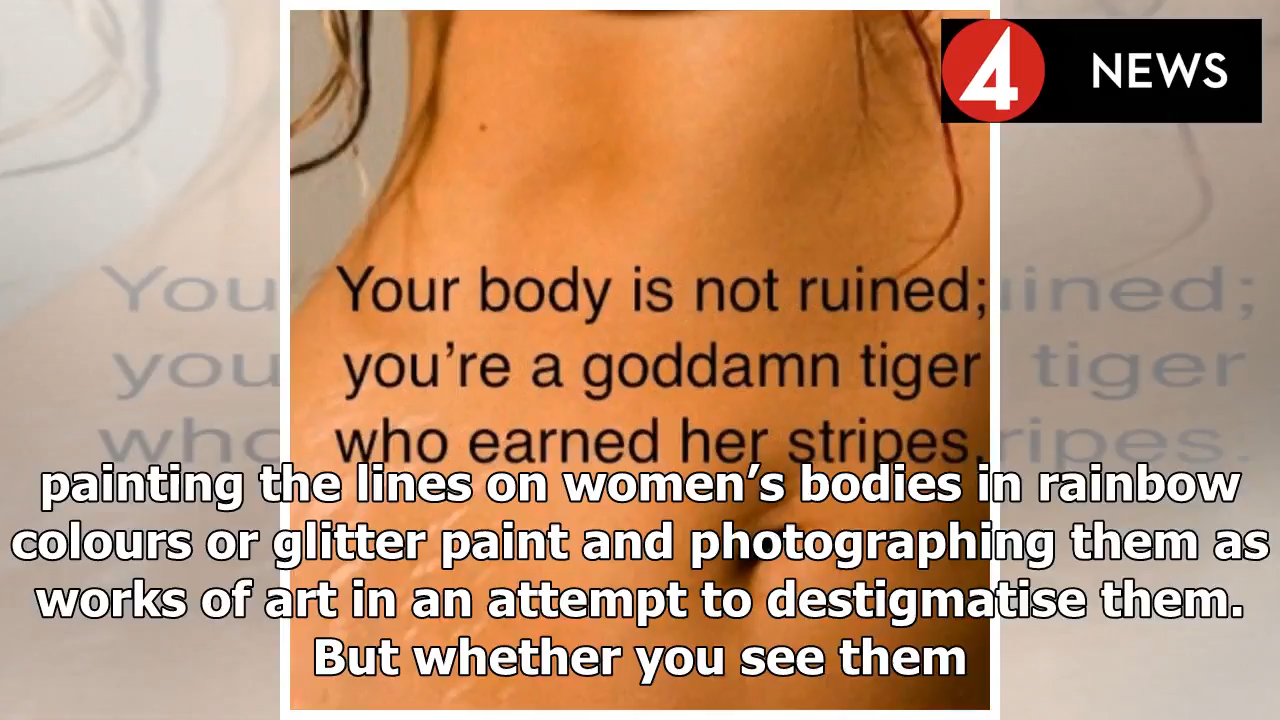 4 NEWS
Your body is not ruined;
you're a goddamn tiger
who earned her stripes.
painting the lines on women's bodies in rainbow
colours or glitter paint and photographing them as
works of art in an attempt to destigmatise them.
But whether you see them